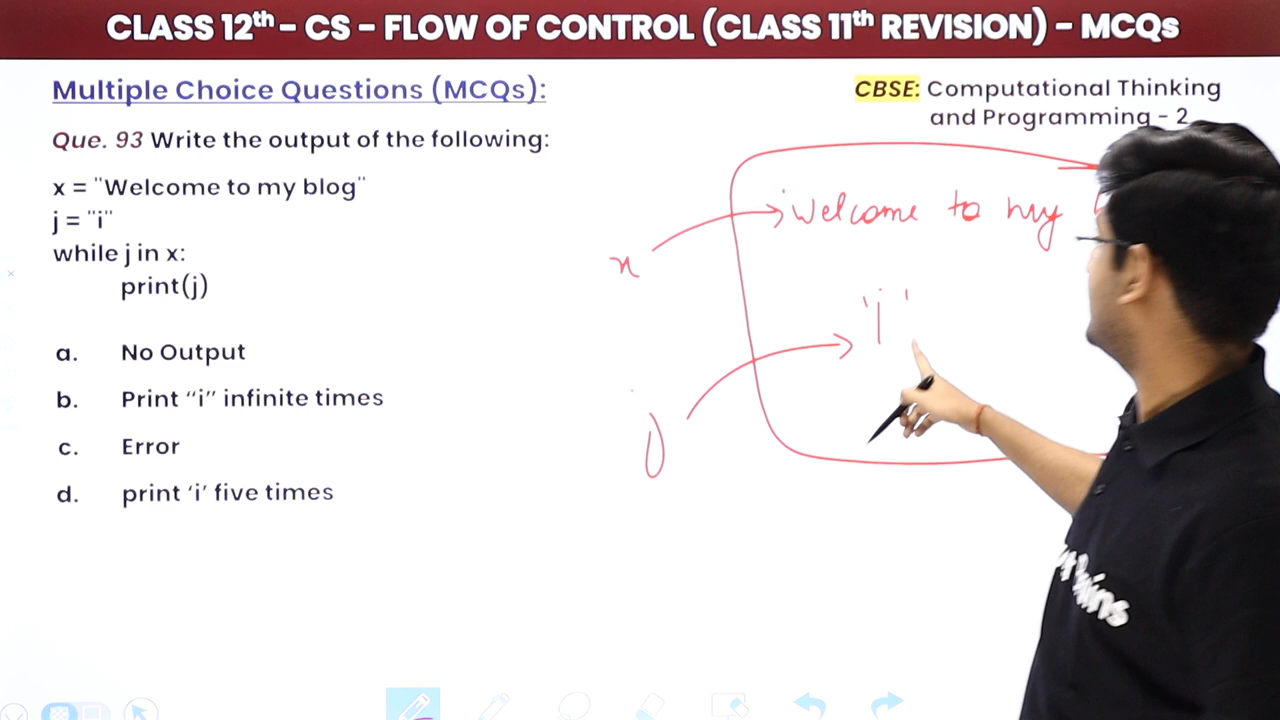 CLASS 12th – CS – FLOW OF CONTROL (CLASS 11th REVISION) – MCQs
Multiple Choice Questions (MCQs):
CBSE: Computational Thinking
and Programming - 2
Que. 93 Write the output of the following:
x = "Welcome to my blog"
j = "i"
while j in x:
print(j)
a. No Output
b. Print “i” infinite times
c. Error
d. print ‘i’ five times
x
'Welcome to my
'i'
j